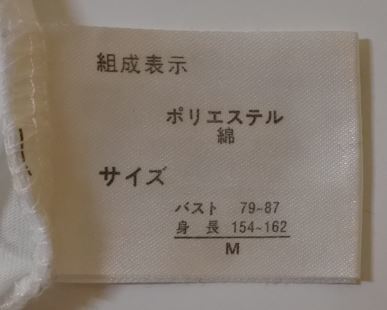 組成表示
ポリエステル
綿
サイズ
バスト 79~87
身長 154~162
M